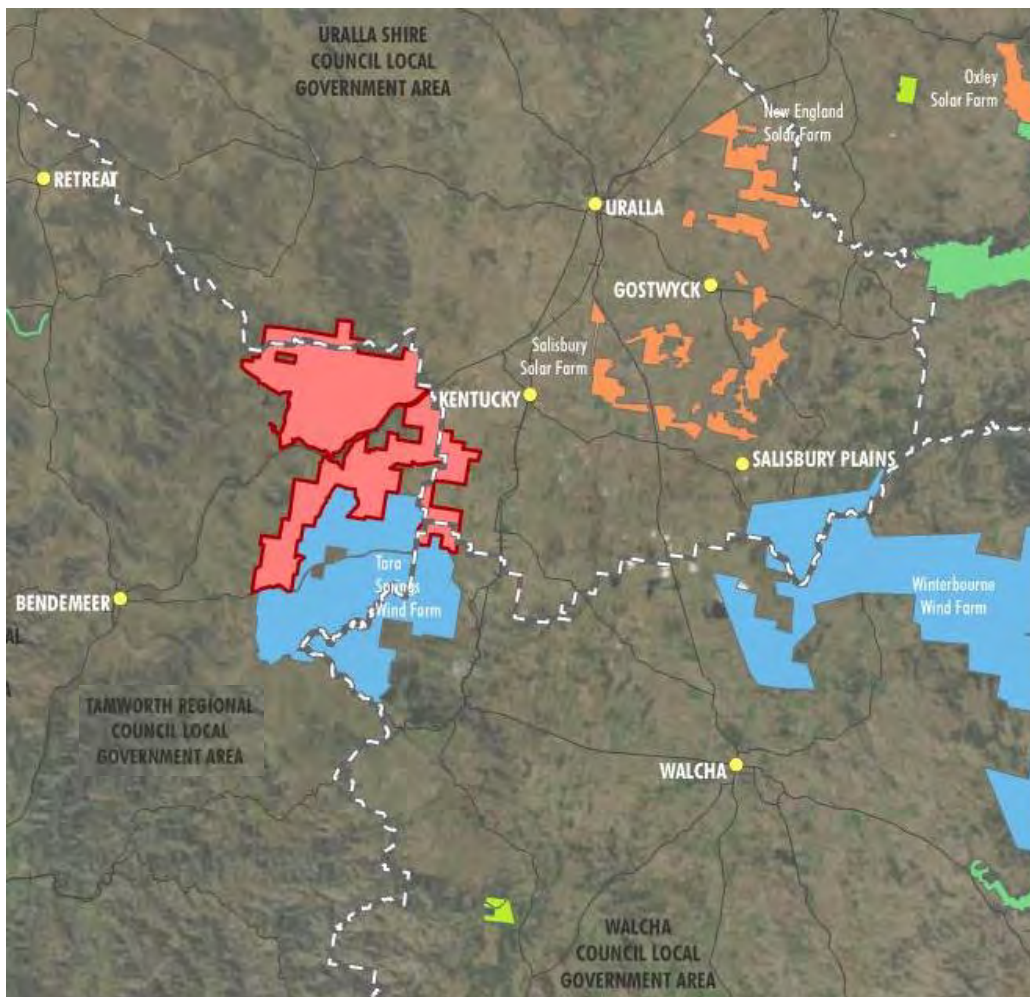 URALLA SHIRE
COUNCIL LOCAL
GOVERNMENT AREA
Oxley
Solar Farm
New England
Solar Farm
RETREAT
URALLA
GOSTWYCK
Salisbury
Solar Farm
KENTUCKY
SALISBURY PLAINS
Tara
Springs
Wind Farm
Winterbourne
Wind Farm
BENDEMEER
AL
A
TAMWORTH REGIONAL
COUNCIL LOCAL
GOVERNMENT AREA
WALCHA
WALCHA
COUNCIL LOCAL
GOVERNMENT AREA